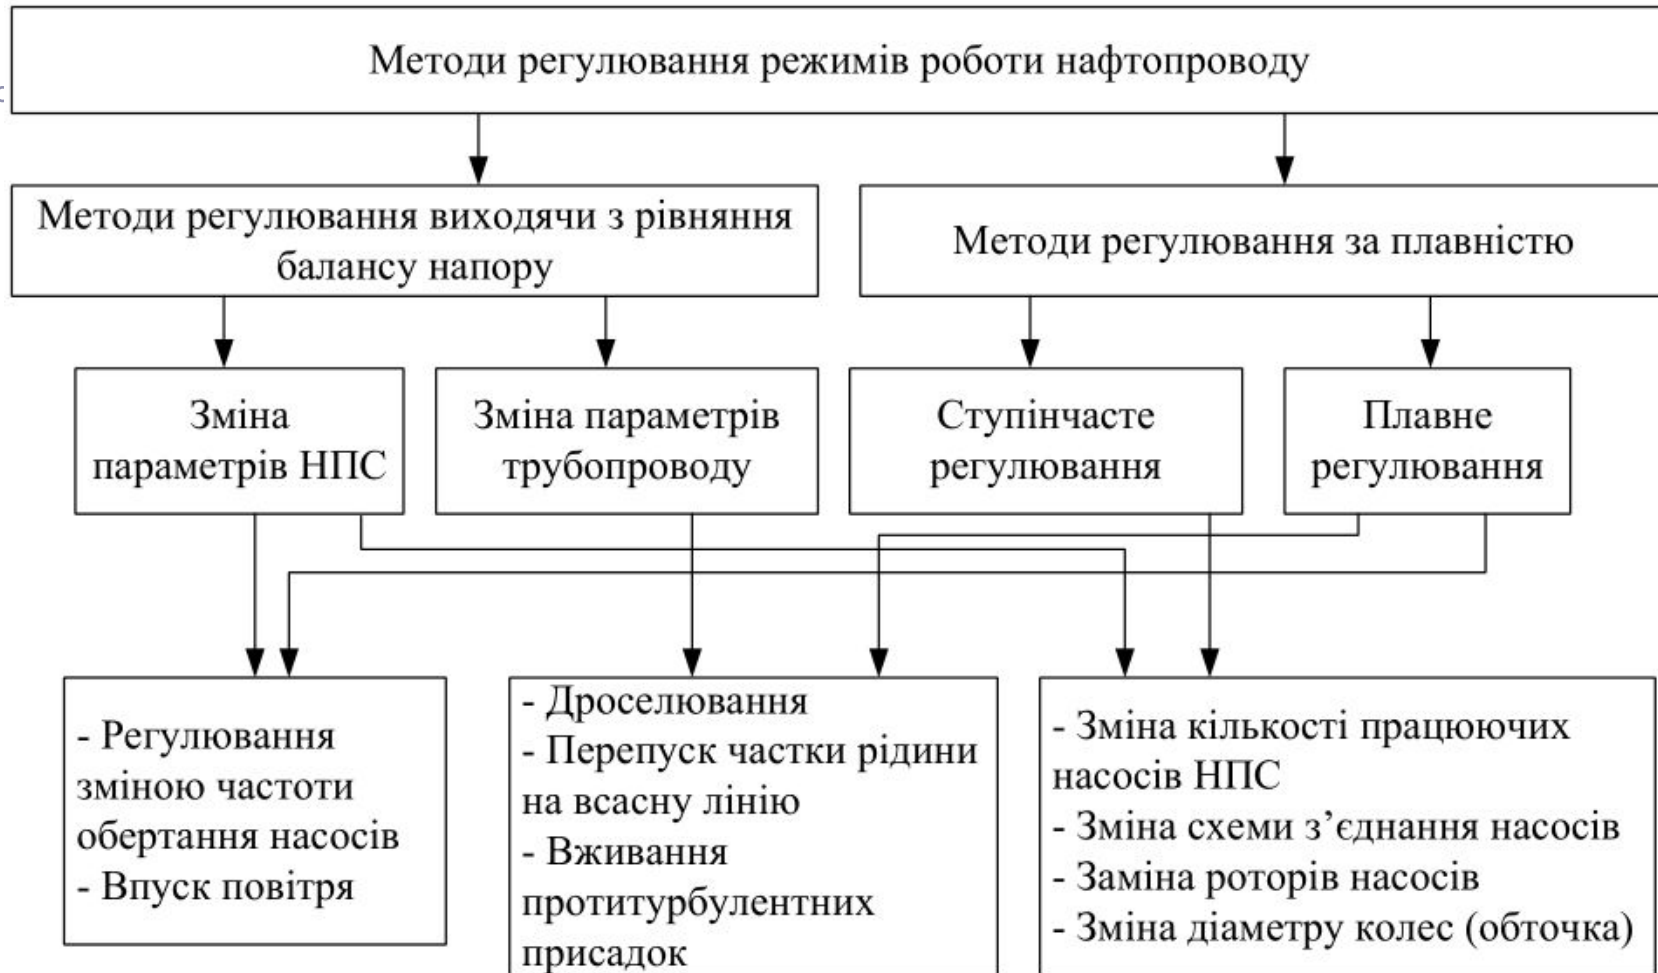 Методи регулювання режимів роботи нафтопроводу
Методи регулювання виходячи з рівняння
балансу напору
Методи регулювання за плавністю
Зміна
параметрів НПС
Зміна параметрів
трубопроводу
Ступінчасте
регулювання
Плавне
регулювання
- Регулювання
зміною частоти
обертання насосів
- Впуск повітря
- Дроселювання
- Перепуск частки рідини
на всасну лінію
- Вживання
протитурбулентних
присадок
- Зміна кількості працюючих
насосів НПС
- Зміна схеми з’єднання насосів
- Заміна роторів насосів
- Зміна діаметру колес (обточка)